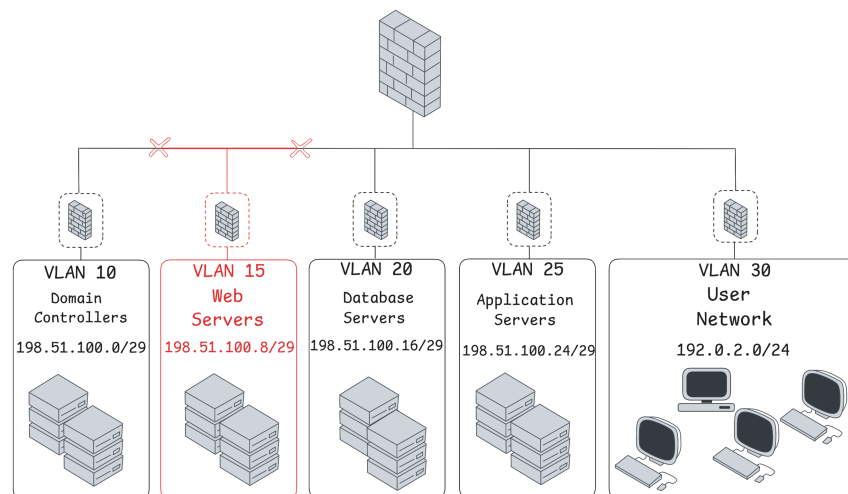 VLAN 10
Domain
Controllers
198.51.100.0/29
VLAN 15
Web
Servers
198.51.100.8/29
VLAN 20
Database
Servers
198.51.100.16/29
VLAN 25
Application
Servers
198.51.100.24/29
VLAN 30
User
Network
192.0.2.0/24